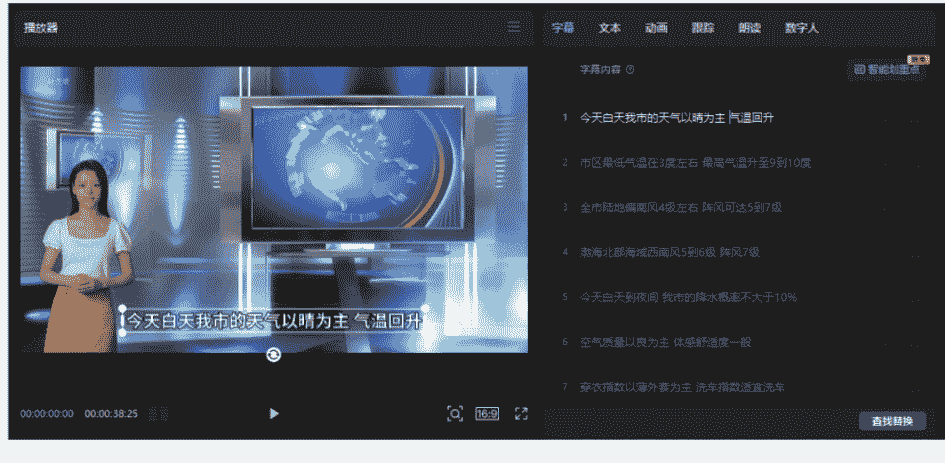 播放器
字幕 文本 动画 跟踪 朗读 数字人
字幕内容
智能划重点
1 今天白天我市的天气以晴为主 气温回升
2 市区最低气温在3度左右 最高气温升至9到10度
3 全市陆地偏南风4级左右 阵风可达5到7级
4 渤海北部海域西南风5到6级 阵风7级
5 今天白天到夜间 我市的降水概率不大于10%
6 空气质量以良为主 体感舒适度一般
7 穿衣指数以薄外套为主 洗车指数适宜洗车
今天白天我市的天气以晴为主 气温回升
00:00:00:00 00:00:38:25
16:9
查找替换